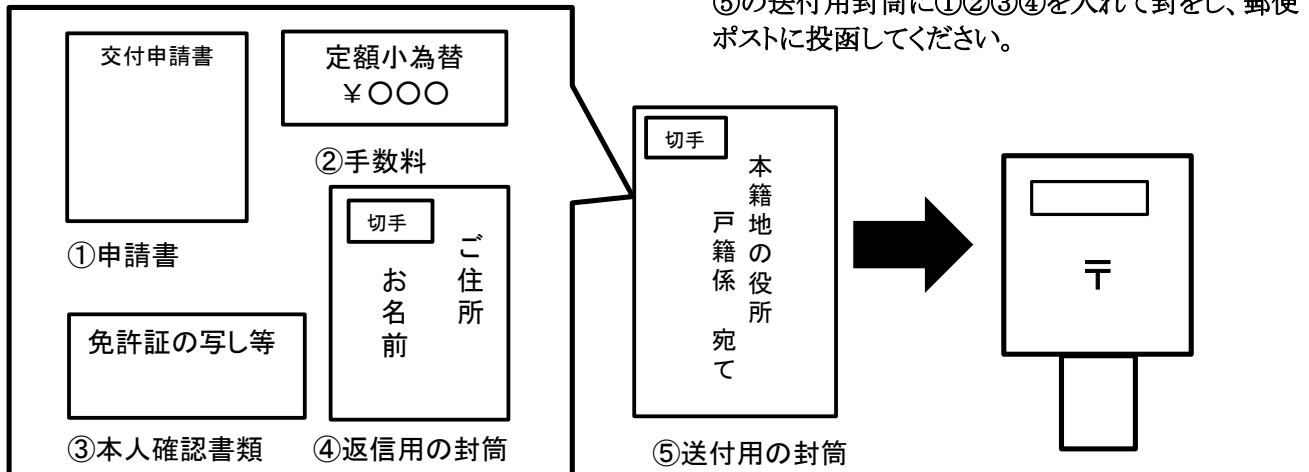 ⑤の送付用封筒に①②③④を入れて封をし、郵便
ポストに投函してください。
交付申請書
①申請書
定額小為替
￥〇〇〇
②手数料
免許証の写し等
③本人確認書類
切手
ご住所
お名前
④返信用の封筒
切手
本籍地の役所
戸籍係 宛て
⑤送付用の封筒
〒